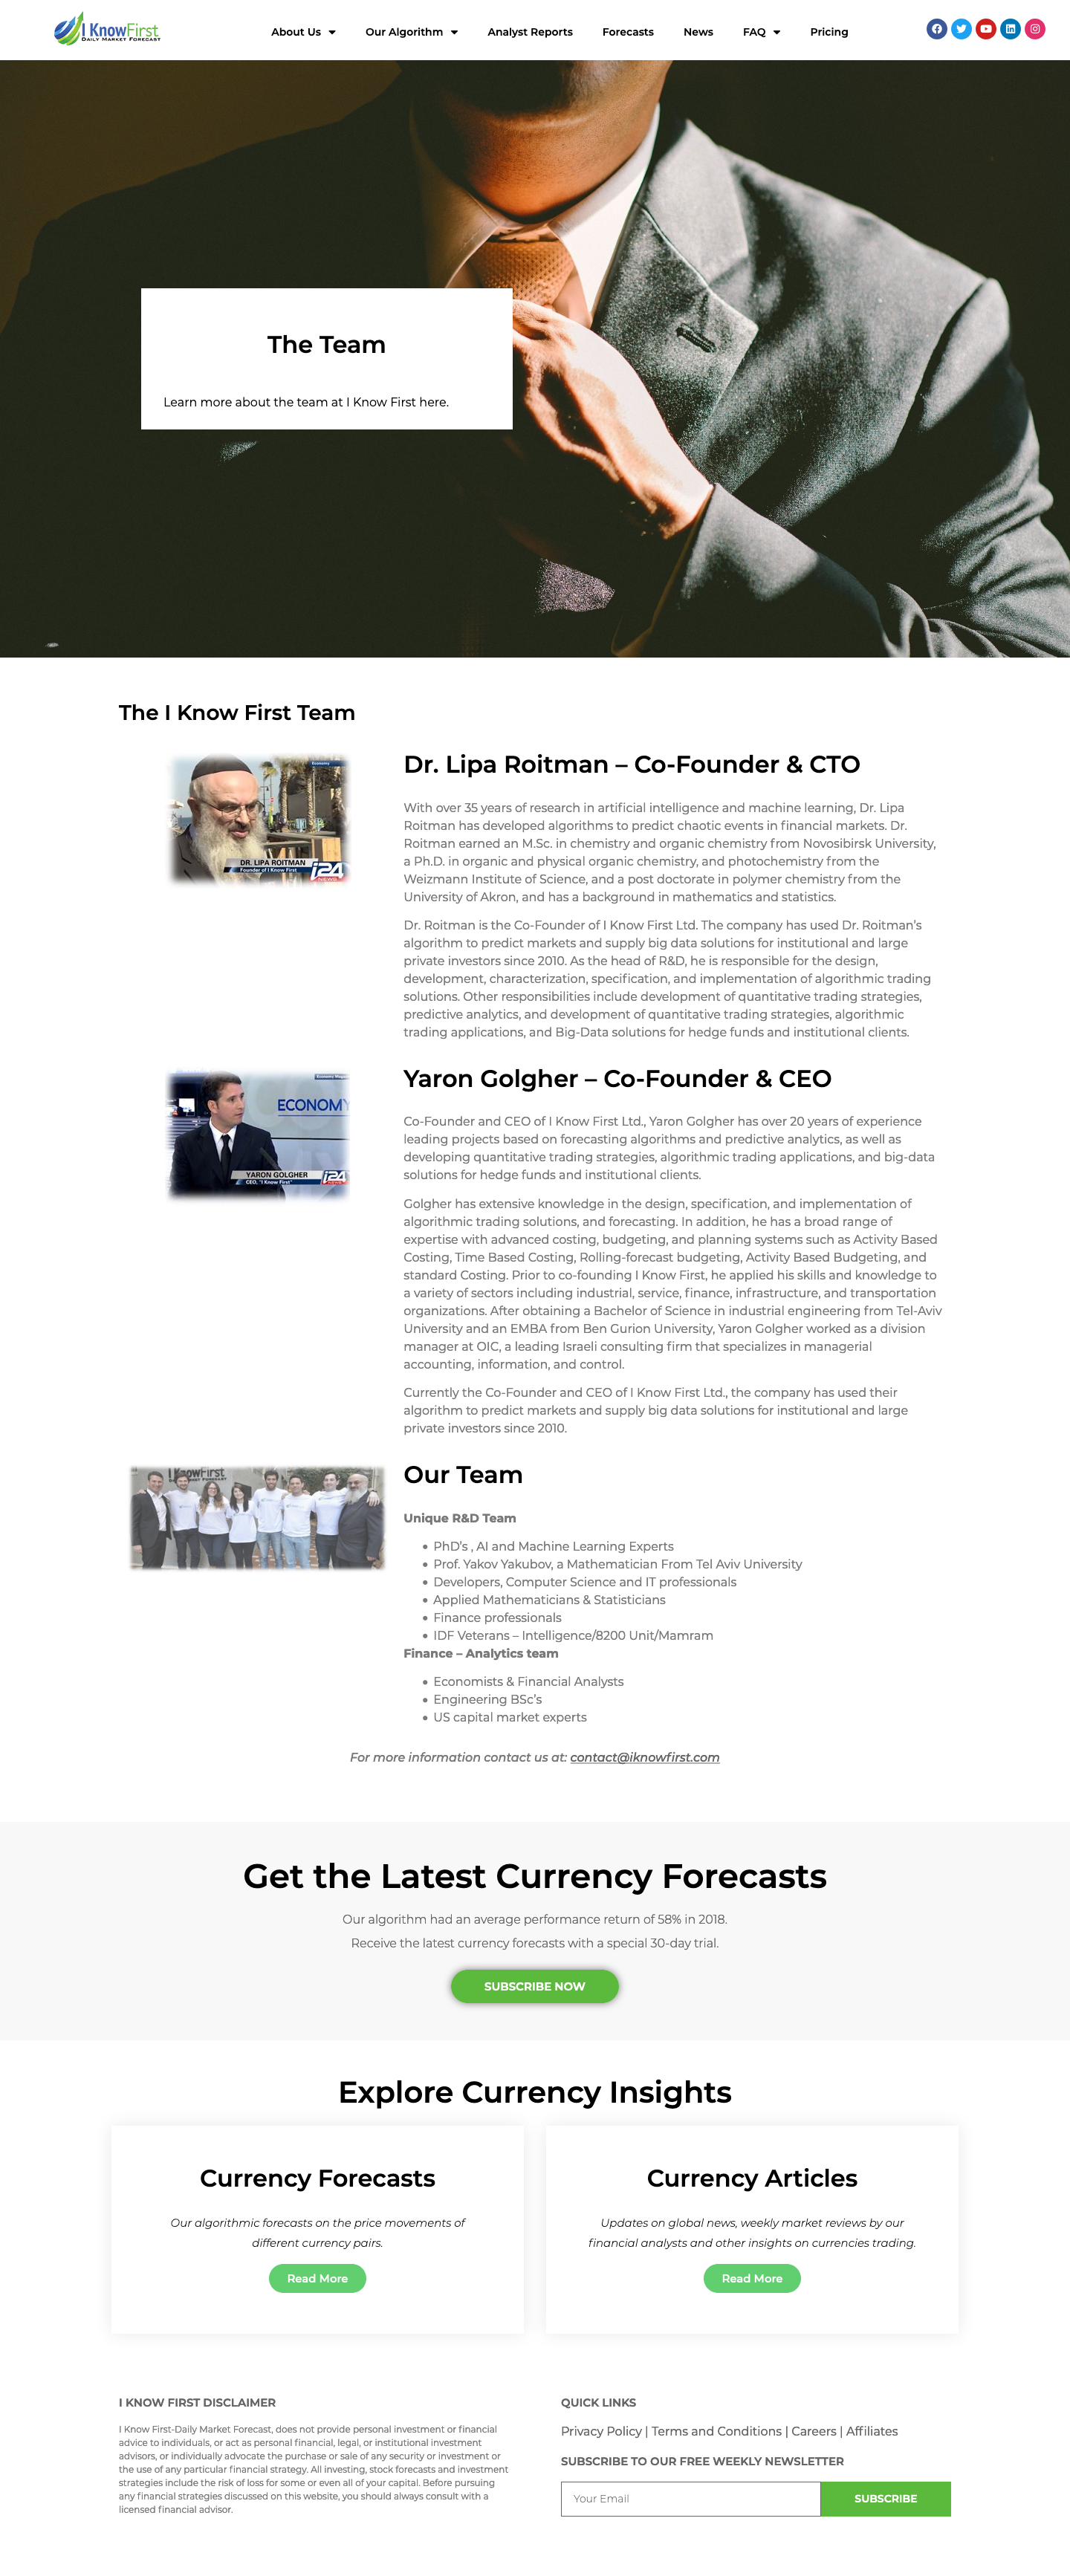 I KnowFirst
DAILY MARKET FORECAST
About Us
Our Algorithm
Analyst Reports
Forecasts
News
FAQ
Pricing
The Team
Learn more about the team at I Know First here.
The I Know First Team
Economy
DR. LIPA ROITMAN
Founder of I Know First
i24
Dr. Lipa Roitman – Co-Founder & CTO
With over 35 years of research in artificial intelligence and machine learning, Dr. Lipa
Roitman has developed algorithms to predict chaotic events in financial markets. Dr.
Roitman earned an M.Sc. in chemistry and organic chemistry from Novosibirsk University,
a Ph.D. in organic and physical organic chemistry, and photochemistry from the
Weizmann Institute of Science, and a post doctorate in polymer chemistry from the
University of Akron, and has a background in mathematics and statistics.
Dr. Roitman is the Co-Founder of I Know First Ltd. The company has used Dr. Roitman's
algorithm to predict markets and supply big data solutions for institutional and large
private investors since 2010. As the head of R&D, he is responsible for the design,
development, characterization, specification, and implementation of algorithmic trading
solutions. Other responsibilities include development of quantitative trading strategies,
predictive analytics, and development of quantitative trading strategies, algorithmic
trading applications, and Big-Data solutions for hedge funds and institutional clients.
ECONOMY
YARON GOLGHER
CEO, "I Know First"
i24
Yaron Golgher – Co-Founder & CEO
Co-Founder and CEO of I Know First Ltd., Yaron Golgher has over 20 years of experience
leading projects based on forecasting algorithms and predictive analytics, as well as
developing quantitative trading strategies, algorithmic trading applications, and big-data
solutions for hedge funds and institutional clients.
Golgher has extensive knowledge in the design, specification, and implementation of
algorithmic trading solutions, and forecasting. In addition, he has a broad range of
expertise with advanced costing, budgeting, and planning systems such as Activity Based
Costing, Time Based Costing, Rolling-forecast budgeting, Activity Based Budgeting, and
standard Costing. Prior to co-founding I Know First, he applied his skills and knowledge to
a variety of sectors including industrial, service, finance, infrastructure, and transportation
organizations. After obtaining a Bachelor of Science in industrial engineering from Tel-Aviv
University and an EMBA from Ben Gurion University, Yaron Golgher worked as a division
manager at OIC, a leading Israeli consulting firm that specializes in managerial
accounting, information, and control.
Currently the Co-Founder and CEO of I Know First Ltd., the company has used their
algorithm to predict markets and supply big data solutions for institutional and large
private investors since 2010.
I KnowFirst
Our Team
Unique R&D Team
• PhD's , AI and Machine Learning Experts
• Prof. Yakov Yakubov, a Mathematician From Tel Aviv University
• Developers, Computer Science and IT professionals
• Applied Mathematicians & Statisticians
• Finance professionals
• IDF Veterans – Intelligence/8200 Unit/Mamram
Finance – Analytics team
• Economists & Financial Analysts
• Engineering BSc's
• US capital market experts
For more information contact us at: contact@iknowfirst.com
Get the Latest Currency Forecasts
Our algorithm had an average performance return of 58% in 2018.
Receive the latest currency forecasts with a special 30-day trial.
SUBSCRIBE NOW
Explore Currency Insights
Currency Forecasts
Our algorithmic forecasts on the price movements of
different currency pairs.
Read More
Currency Articles
Updates on global news, weekly market reviews by our
financial analysts and other insights on currencies trading.
Read More
I KNOW FIRST DISCLAIMER
I Know First-Daily Market Forecast, does not provide personal investment or financial
advice to individuals, or act as personal financial, legal, or institutional investment
advisors, or individually advocate the purchase or sale of any security or investment or
the use of any particular financial strategy. All investing, stock forecasts and investment
strategies include the risk of loss for some or even all of your capital. Before pursuing
any financial strategies discussed on this website, you should always consult with a
licensed financial advisor.
QUICK LINKS
Privacy Policy | Terms and Conditions | Careers | Affiliates
SUBSCRIBE TO OUR FREE WEEKLY NEWSLETTER
Your Email
SUBSCRIBE